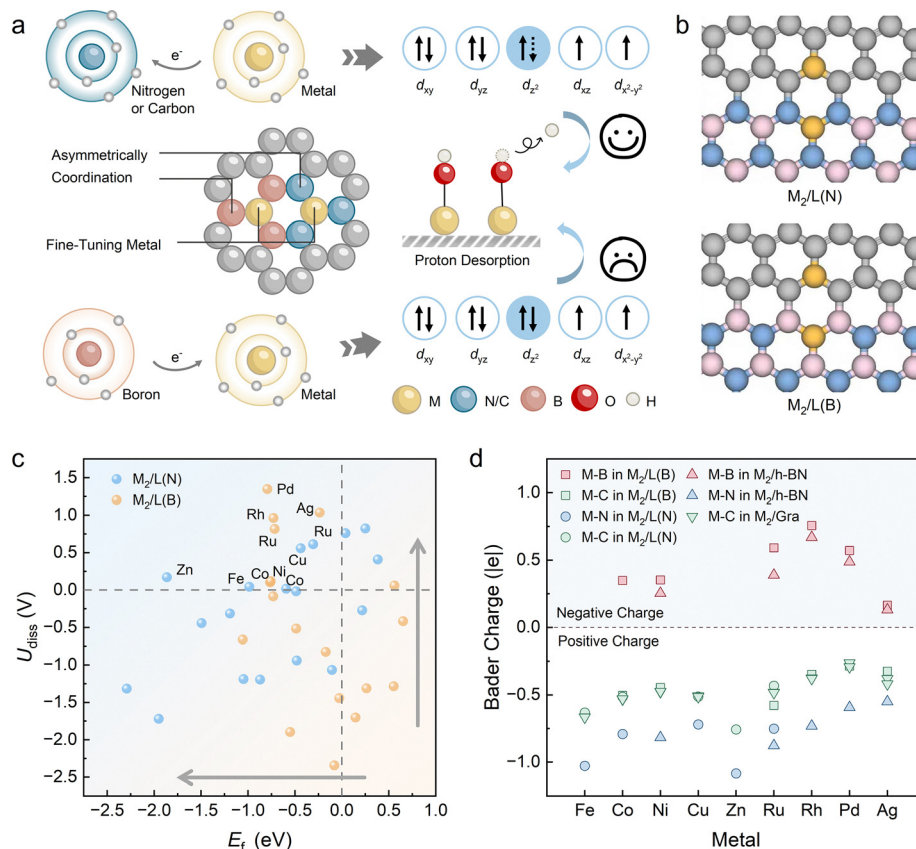 a
e-
Nitrogen
or Carbon
Metal
dxy
dyz
dz2
dxz
dx2-y2
Asymmetrically
Coordination
Fine-Tuning Metal
Proton Desorption
e-
Boron
Metal
dxy
dyz
dz2
dxz
dx2-y2
M
N/C
B
O
H
b
M2/L(N)
M2/L(B)
c
M2/L(N)
M2/L(B)
Pd
Rh
Ag
Ru
Ru
Cu
Zn
Fe
Co
Ni
Co
Udiss (V)
1.5
1.0
0.5
0.0
−0.5
−1.0
−1.5
−2.0
−2.5
−2.5
−2.0
−1.5
−1.0
−0.5
0.0
0.5
1.0
Ef (eV)
d
M-B in M2/L(B)
M-C in M2/L(B)
M-N in M2/L(N)
M-C in M2/L(N)
M-B in M2/h-BN
M-N in M2/h-BN
M-C in M2/Gra
Negative Charge
Positive Charge
Bader Charge (|e|)
1.0
0.5
0.0
−0.5
−1.0
Fe
Co
Ni
Cu
Zn
Ru
Rh
Pd
Ag
Metal